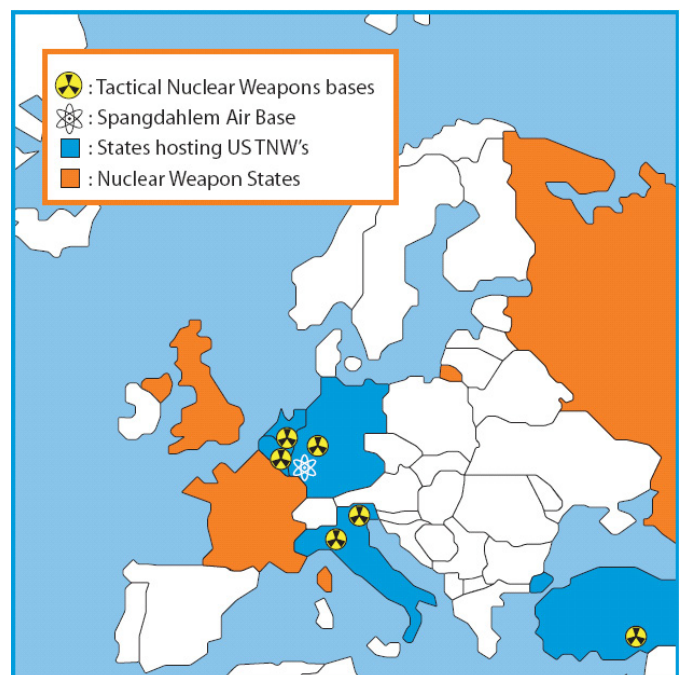 : Tactical Nuclear Weapons bases
: Spangdahlem Air Base
: States hosting US TNW's
: Nuclear Weapon States